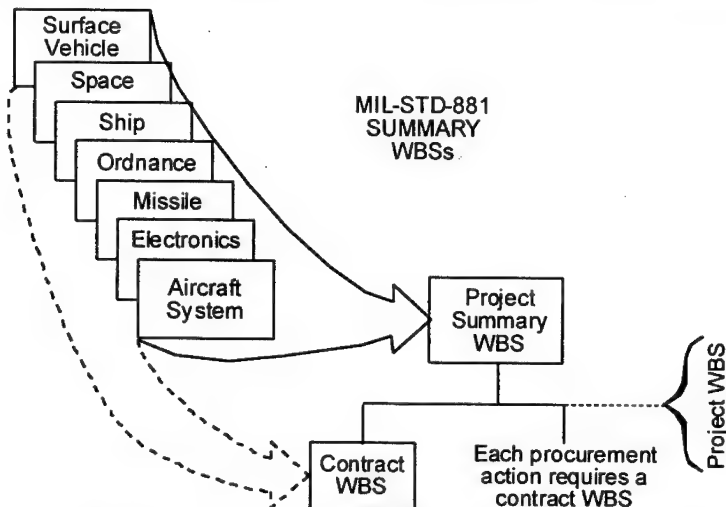 Surface
Vehicle
Space
Ship
Ordnance
Missile
Electronics
Aircraft
System
MIL-STD-881
SUMMARY
WBSs
Project
Summary
WBS
Contract
WBS
Each procurement
action requires a
contract WBS
Project WBS